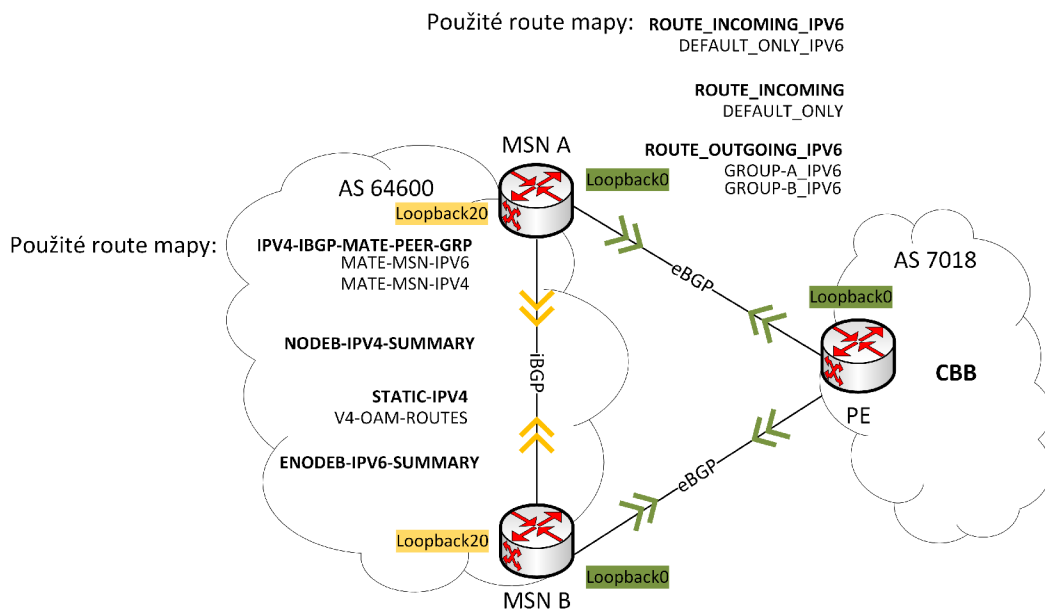 Použité route mapy: ROUTE_INCOMING_IPV6
DEFAULT_ONLY_IPV6
ROUTE_INCOMING
DEFAULT_ONLY
ROUTE_OUTGOING_IPV6
GROUP-A_IPV6
GROUP-B_IPV6
MSN A
Loopback0
AS 64600
Loopback20
Použité route mapy:
IPV4-IBGP-MATE-PEER-GRP
MATE-MSN-IPV6
MATE-MSN-IPV4
NODEB-IPV4-SUMMARY
STATIC-IPV4
V4-OAM-ROUTES
ENODEB-IPV6-SUMMARY
iBGP
eBGP
AS 7018
Loopback0
CBB
PE
eBGP
Loopback20
Loopback0
MSN B